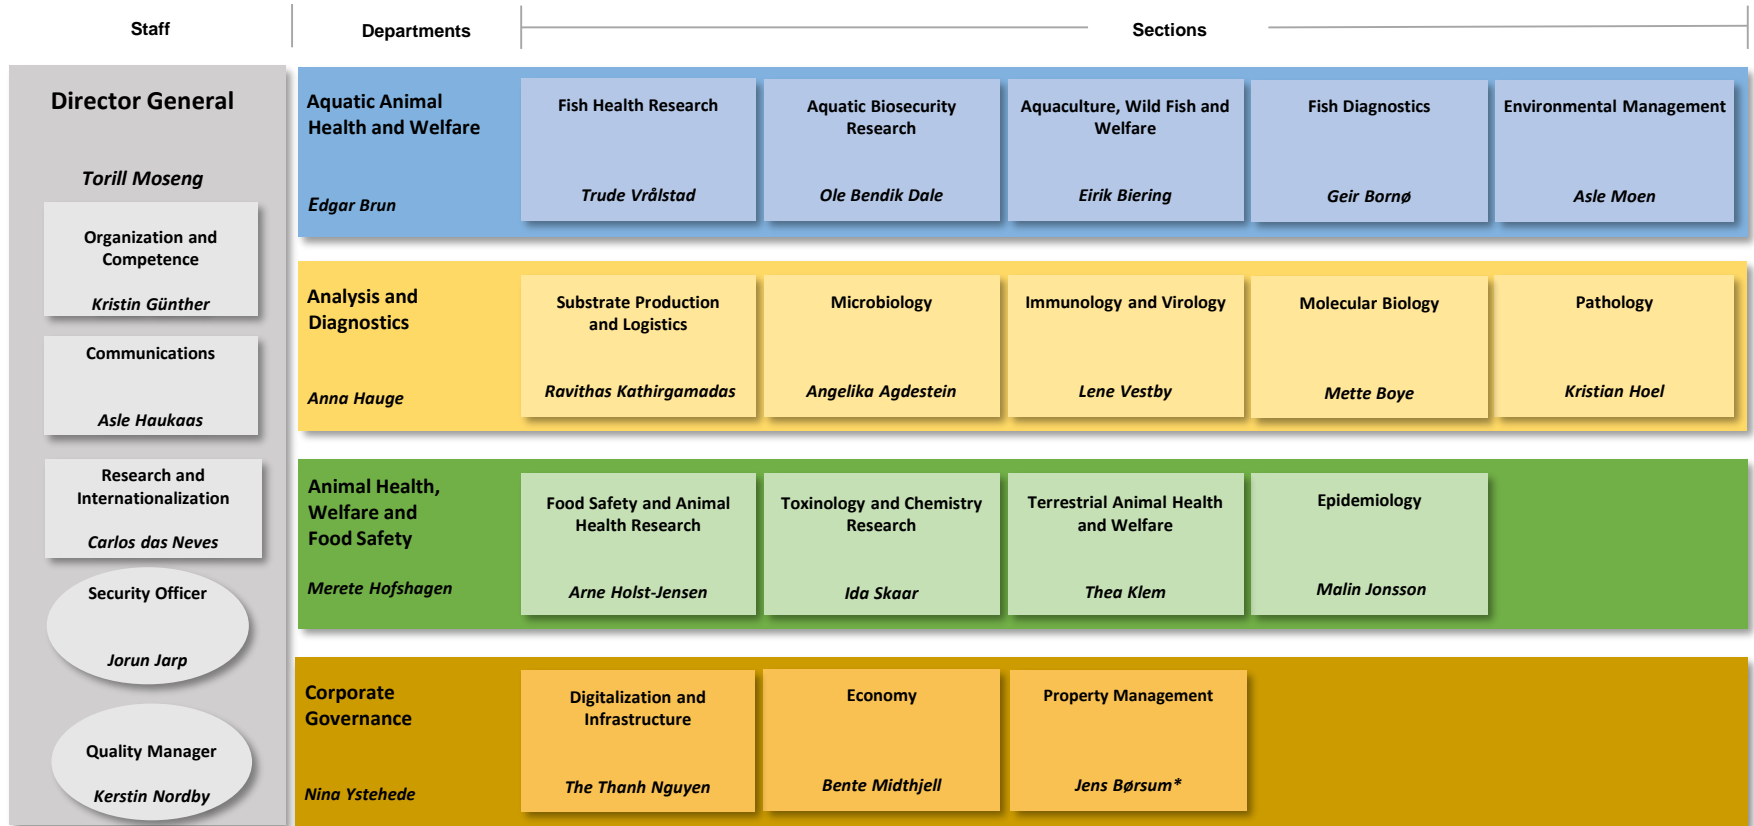 Staff
Departments
Sections
Director General
Torill Moseng
Organization and
Competence
Kristin Günther
Communications
Asle Haukaas
Research and
Internationalization
Carlos das Neves
Security Officer
Jorun Jarp
Quality Manager
Kerstin Nordby
Aquatic Animal
Health and Welfare
Edgar Brun
Fish Health Research
Trude Vrålstad
Aquatic Biosecurity
Research
Ole Bendik Dale
Aquaculture, Wild Fish and
Welfare
Eirik Biering
Fish Diagnostics
Geir Bornø
Environmental Management
Asle Moen
Analysis and
Diagnostics
Anna Hauge
Substrate Production
and Logistics
Ravithas Kathirgamadas
Microbiology
Angelika Agdestein
Immunology and Virology
Lene Vestby
Molecular Biology
Mette Boye
Pathology
Kristian Hoel
Animal Health,
Welfare and
Food Safety
Merete Hofshagen
Food Safety and Animal
Health Research
Arne Holst-Jensen
Toxinology and Chemistry
Research
Ida Skaar
Terrestrial Animal Health
and Welfare
Thea Klem
Epidemiology
Malin Jonsson
Corporate
Governance
Nina Ystehede
Digitalization and
Infrastructure
The Thanh Nguyen
Economy
Bente Midthjell
Property Management
Jens Børsum*